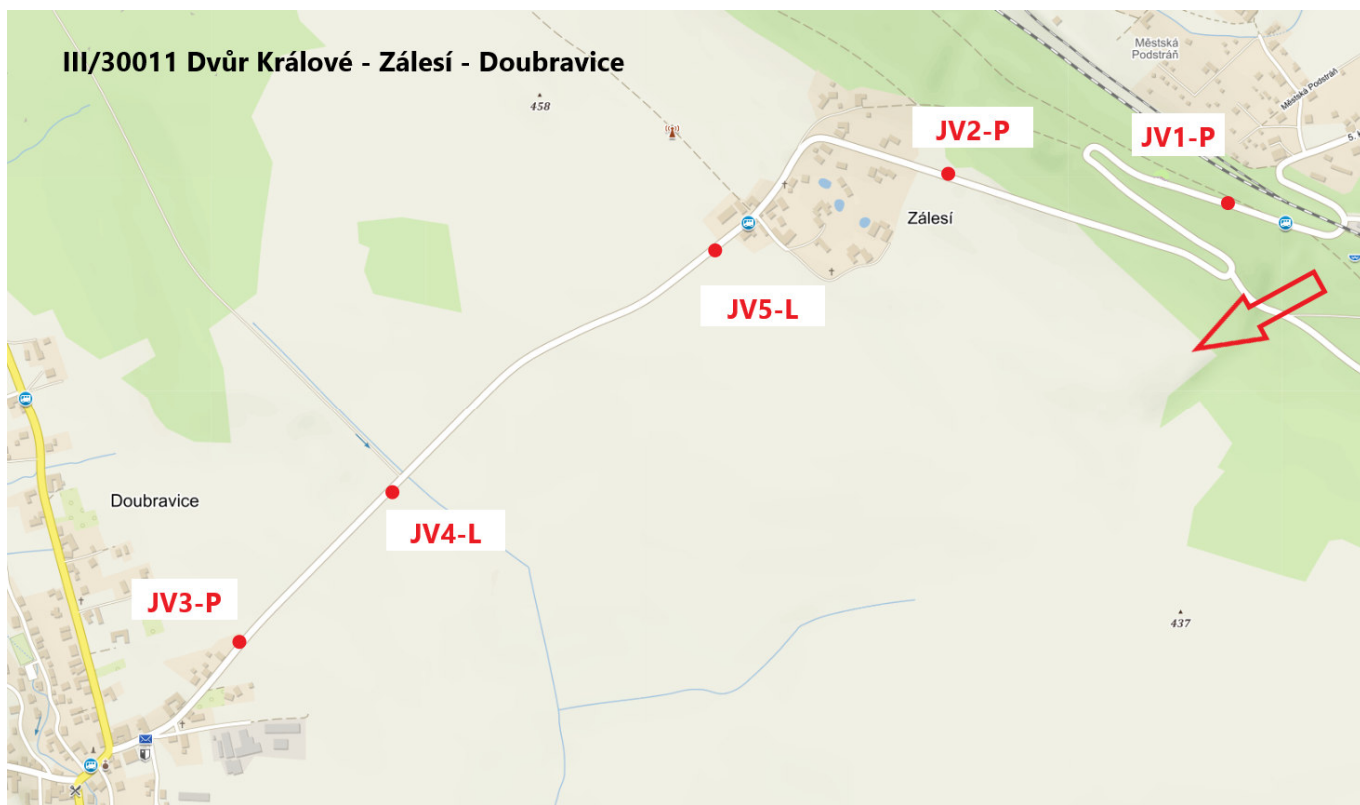 III/30011 Dvůr Králové - Zálesí - Doubravice
Městská
Podstráň
458
JV2-P
JV1-P
Městská Podstráň
5. k
Zálesí
JV5-L
Doubravice
JV4-L
JV3-P
437